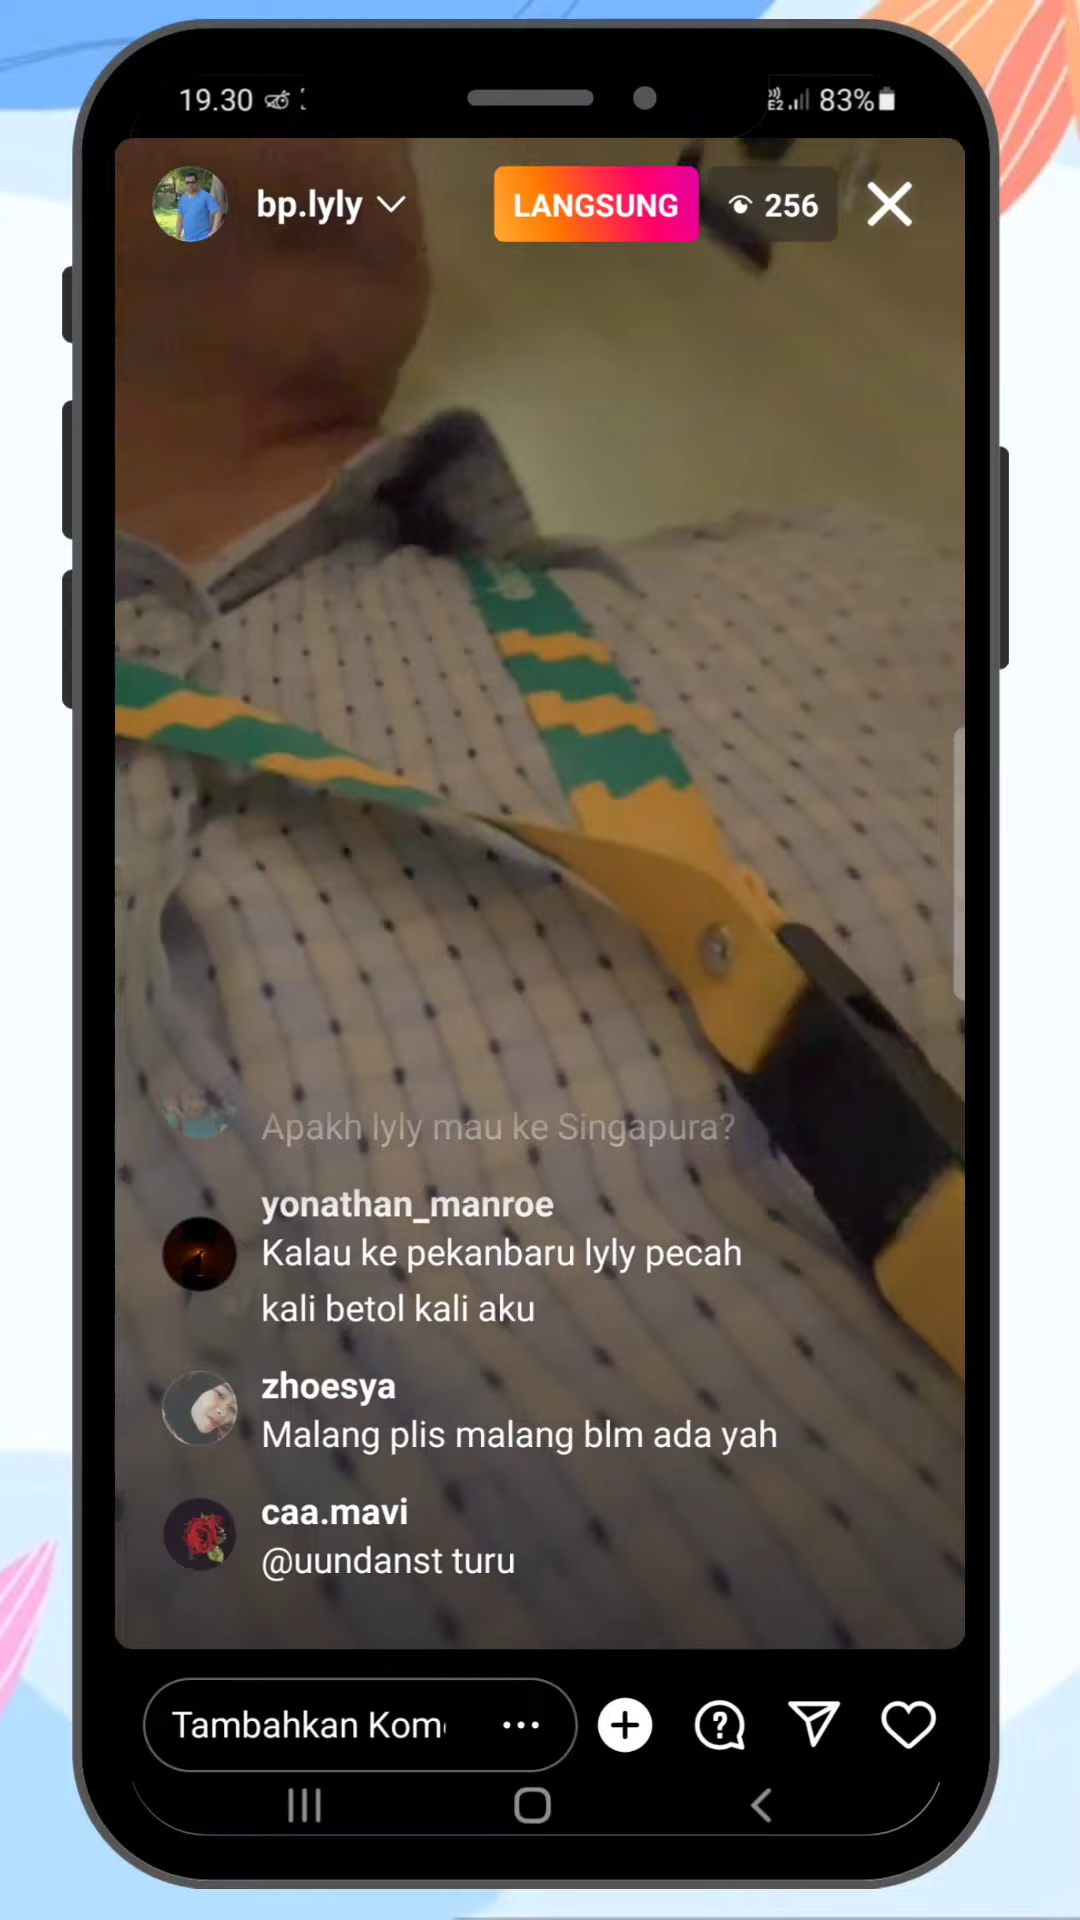 19.30
83%
bp.lyly
LANGSUNG
256
Apakh lyly mau ke Singapura?
yonathan_manroe
Kalau ke pekanbaru lyly pecah
kali betol kali aku
zhoesya
Malang plis malang blm ada yah
caa.mavi
@uundanst turu
Tambahkan Kom